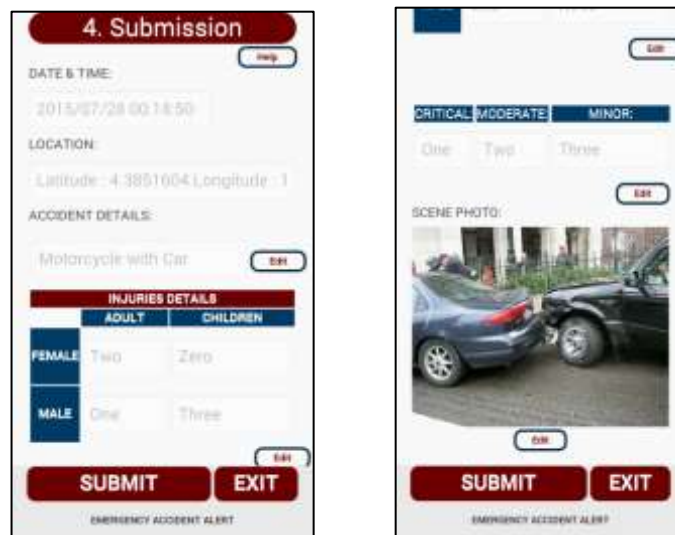 4. Submission
Help
DATE & TIME:
2015/07/28 00:18:50
LOCATION:
Latitude : 4.3851604,Longitude : 1
ACCIDENT DETAILS:
Motorcycle with Car
Edit
INJURIES DETAILS
ADULT CHILDREN
FEMALE Two Zero
MALE One Three
Edit
SUBMIT EXIT
EMERGENCY ACCIDENT ALERT
Edit
CRITICAL: MODERATE: MINOR:
One Two Three
Edit
SCENE PHOTO:
Edit
SUBMIT EXIT
EMERGENCY ACCIDENT ALERT